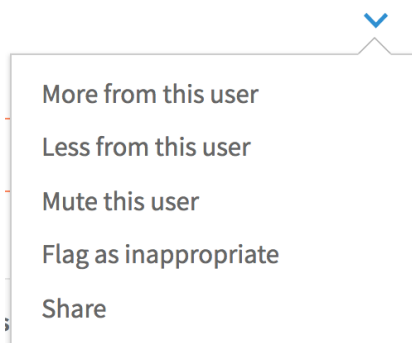 More from this user
Less from this user
Mute this user
Flag as inappropriate
Share